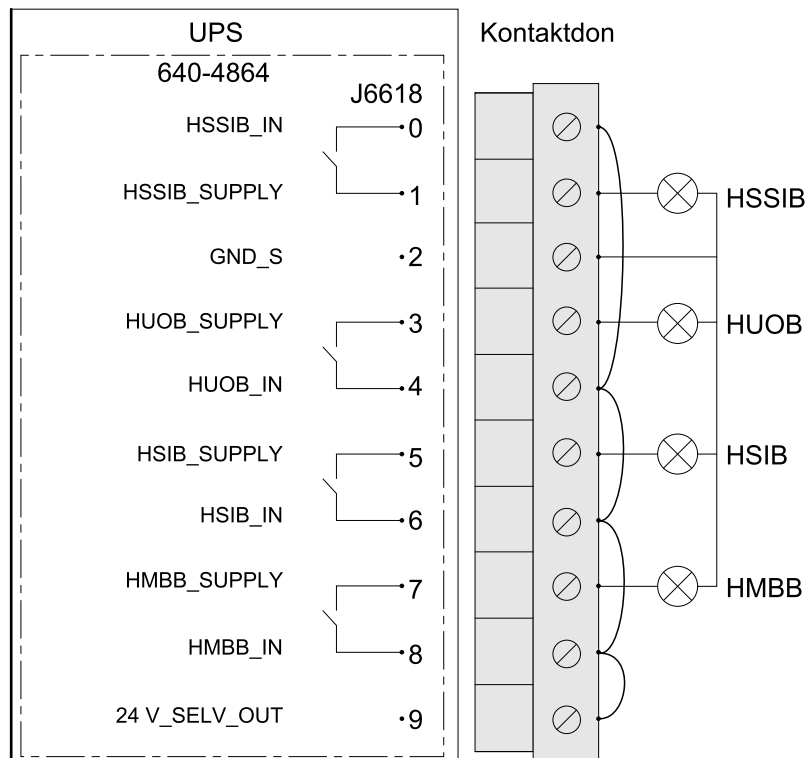 UPS
Kontaktdon
640-4864
J6618
HSSIB_IN
0
HSSIB_SUPPLY
1
HSSIB
GND_S
2
HUOB_SUPPLY
3
HUOB
HUOB_IN
4
HSIB_SUPPLY
5
HSIB
HSIB_IN
6
HMBB_SUPPLY
7
HMBB
HMBB_IN
8
24 V_SELV_OUT
9